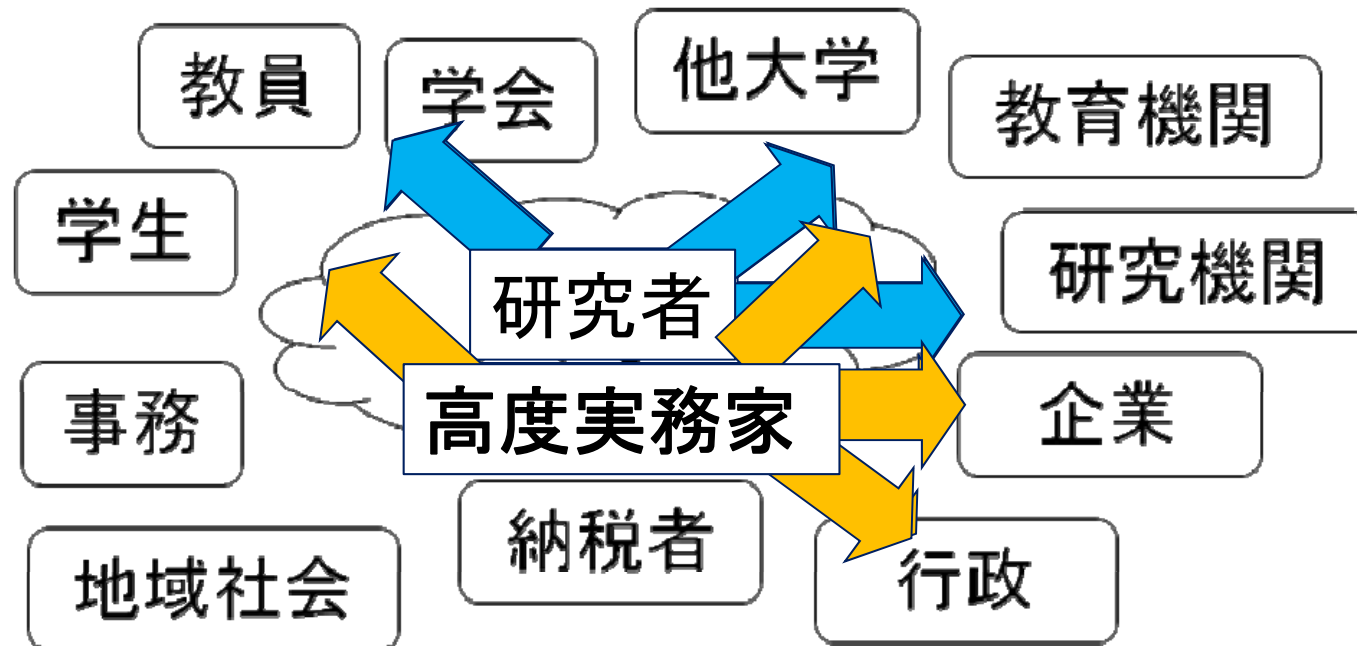 教員
学会
他大学
教育機関
学生
研究機関
研究者
事務
高度実務家
企業
納税者
地域社会
行政